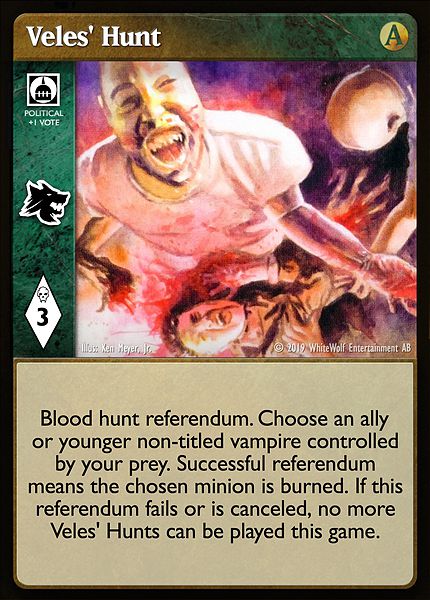 Veles' Hunt
A
POLITICAL
+1 VOTE
3
Illus: Ken Meyer, Jr.
© 2019 WhiteWolf Entertainment AB
Blood hunt referendum. Choose an ally
or younger non-titled vampire controlled
by your prey. Successful referendum
means the chosen minion is burned. If this
referendum fails or is canceled, no more
Veles' Hunts can be played this game.